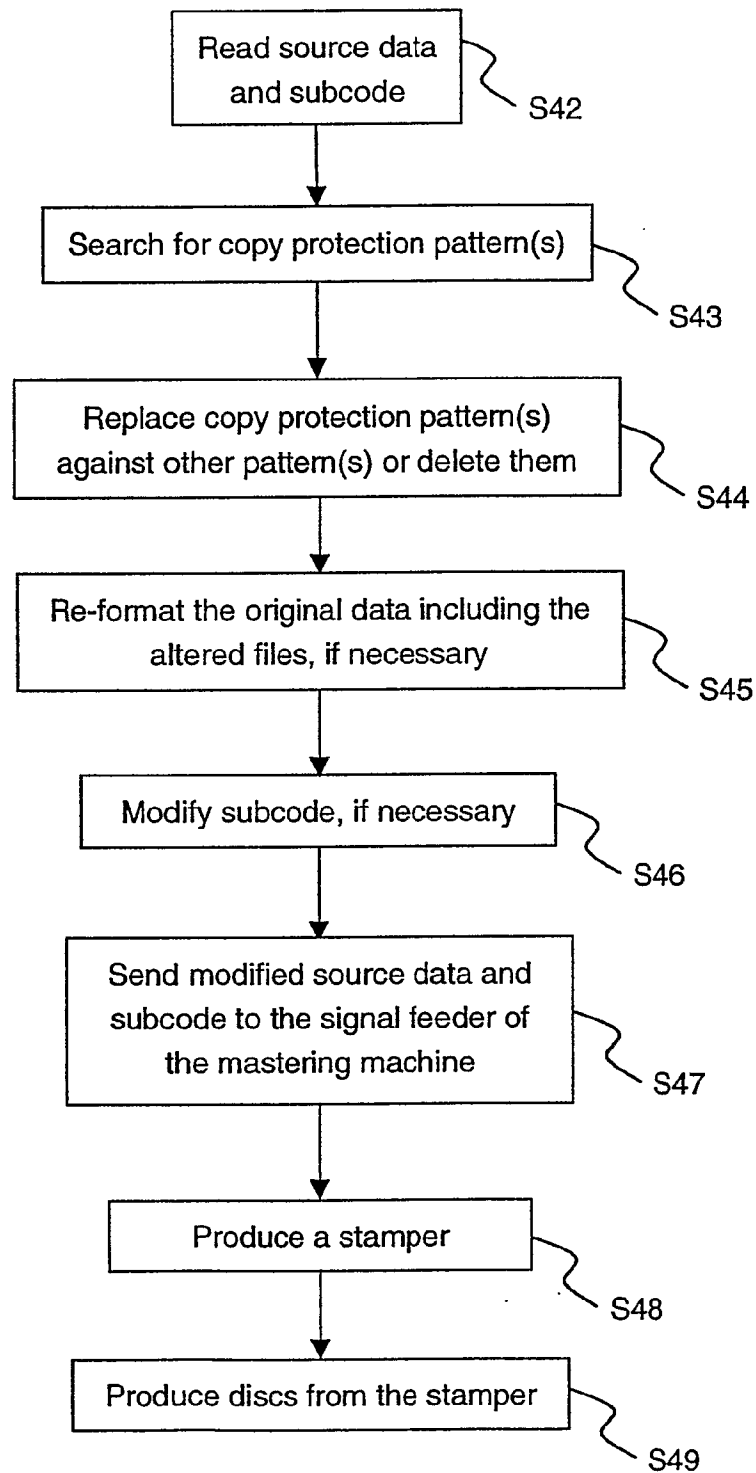 Read source data
and subcode
S42
Search for copy protection pattern(s)
S43
Replace copy protection pattern(s)
against other pattern(s) or delete them
S44
Re-format the original data including the
altered files, if necessary
S45
Modify subcode, if necessary
S46
Send modified source data and
subcode to the signal feeder of
the mastering machine
S47
Produce a stamper
S48
Produce discs from the stamper
S49